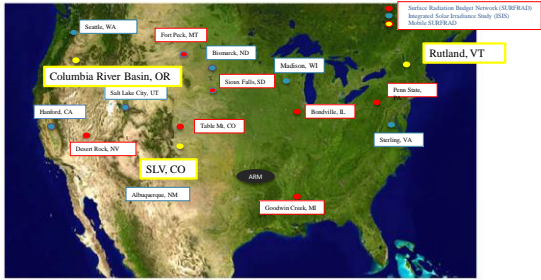 Surface Radiation Budget Network (SURFRAD)
Integrated Solar Irradiance Study (ISIS)
Mobile SURFRAD
Seattle, WA
Fort Peck, MT
Bismarck, ND
Rutland, VT
Madison, WI
Columbia River Basin, OR
Sioux Falls, SD
Salt Lake City, UT
Penn State,
PA
Hanford, CA
Bondville, IL
Table Mt, CO
Sterling, VA
Desert Rock, NV
SLV, CO
ARM
Albuquerque, NM
Goodwin Creek, MI